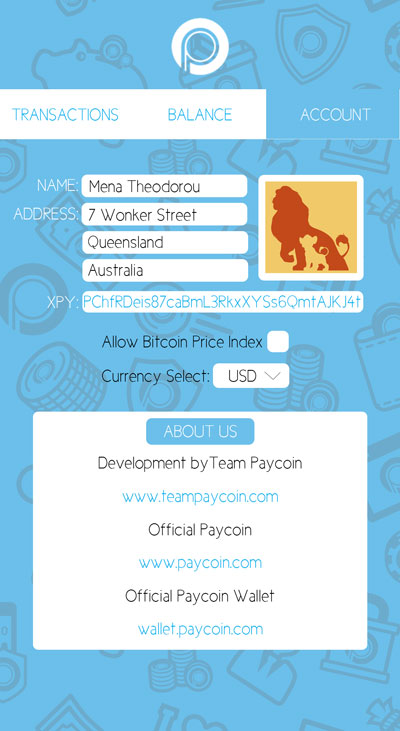 TRANSACTIONS BALANCE ACCOUNT
NAME: Mena Theodorou
ADDRESS: 7 Wonker Street
Queensland
Australia
XPY: PChfRDeis87caBmL3RkxXYSs6QmtAJKJ4t
Allow Bitcoin Price Index
Currency Select: USD
ABOUT US
Development byTeam Paycoin
www.teampaycoin.com
Official Paycoin
www.paycoin.com
Official Paycoin Wallet
wallet.paycoin.com